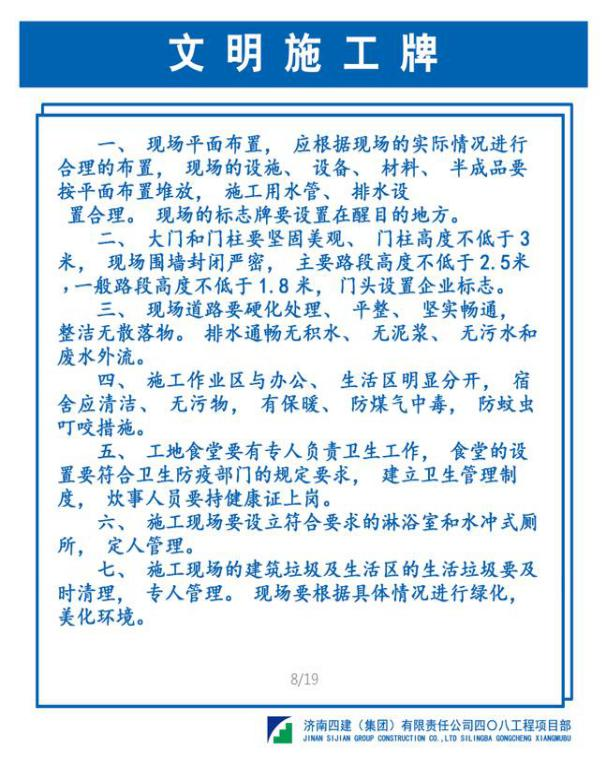 文明施工牌
一、 现场平面布置, 应根据现场的实际情况进行
合理的布置, 现场的设施、 设备、 材料、 半成品要
按平面布置堆放, 施工用水管、 排水设
置合理。 现场的标志牌要设置在醒目的地方。
二、 大门和门柱要坚固美观、 门柱高度不低于3
米, 现场围墙封闭严密, 主要路段高度不低于2.5米
,一般路段高度不低于1.8 米, 门头设置企业标志。
三、 现场道路要硬化处理、 平整、 坚实畅通,
整洁无散落物。 排水通畅无积水、 无泥浆、 无污水和
废水外流。
四、 施工作业区与办公、 生活区明显分开, 宿
舍应清洁、 无污物, 有保暖、 防煤气中毒, 防蚊虫
叮咬措施。
五、 工地食堂要有专人负责卫生工作, 食堂的设
置要符合卫生防疫部门的规定要求, 建立卫生管理制
度, 炊事人员要持健康证上岗。
六、 施工现场要设立符合要求的淋浴室和水冲式厕
所, 定人管理。
七、 施工现场的建筑垃圾及生活区的生活垃圾要及
时清理, 专人管理。 现场要根据具体情况进行绿化,
美化环境。
8/19
济南四建(集团)有限责任公司四〇八工程项目部
JINAN SIJIAN GROUP CONSTRUCTION CO.,LTD SILINGBA GONGCHENG XIANGMUBU